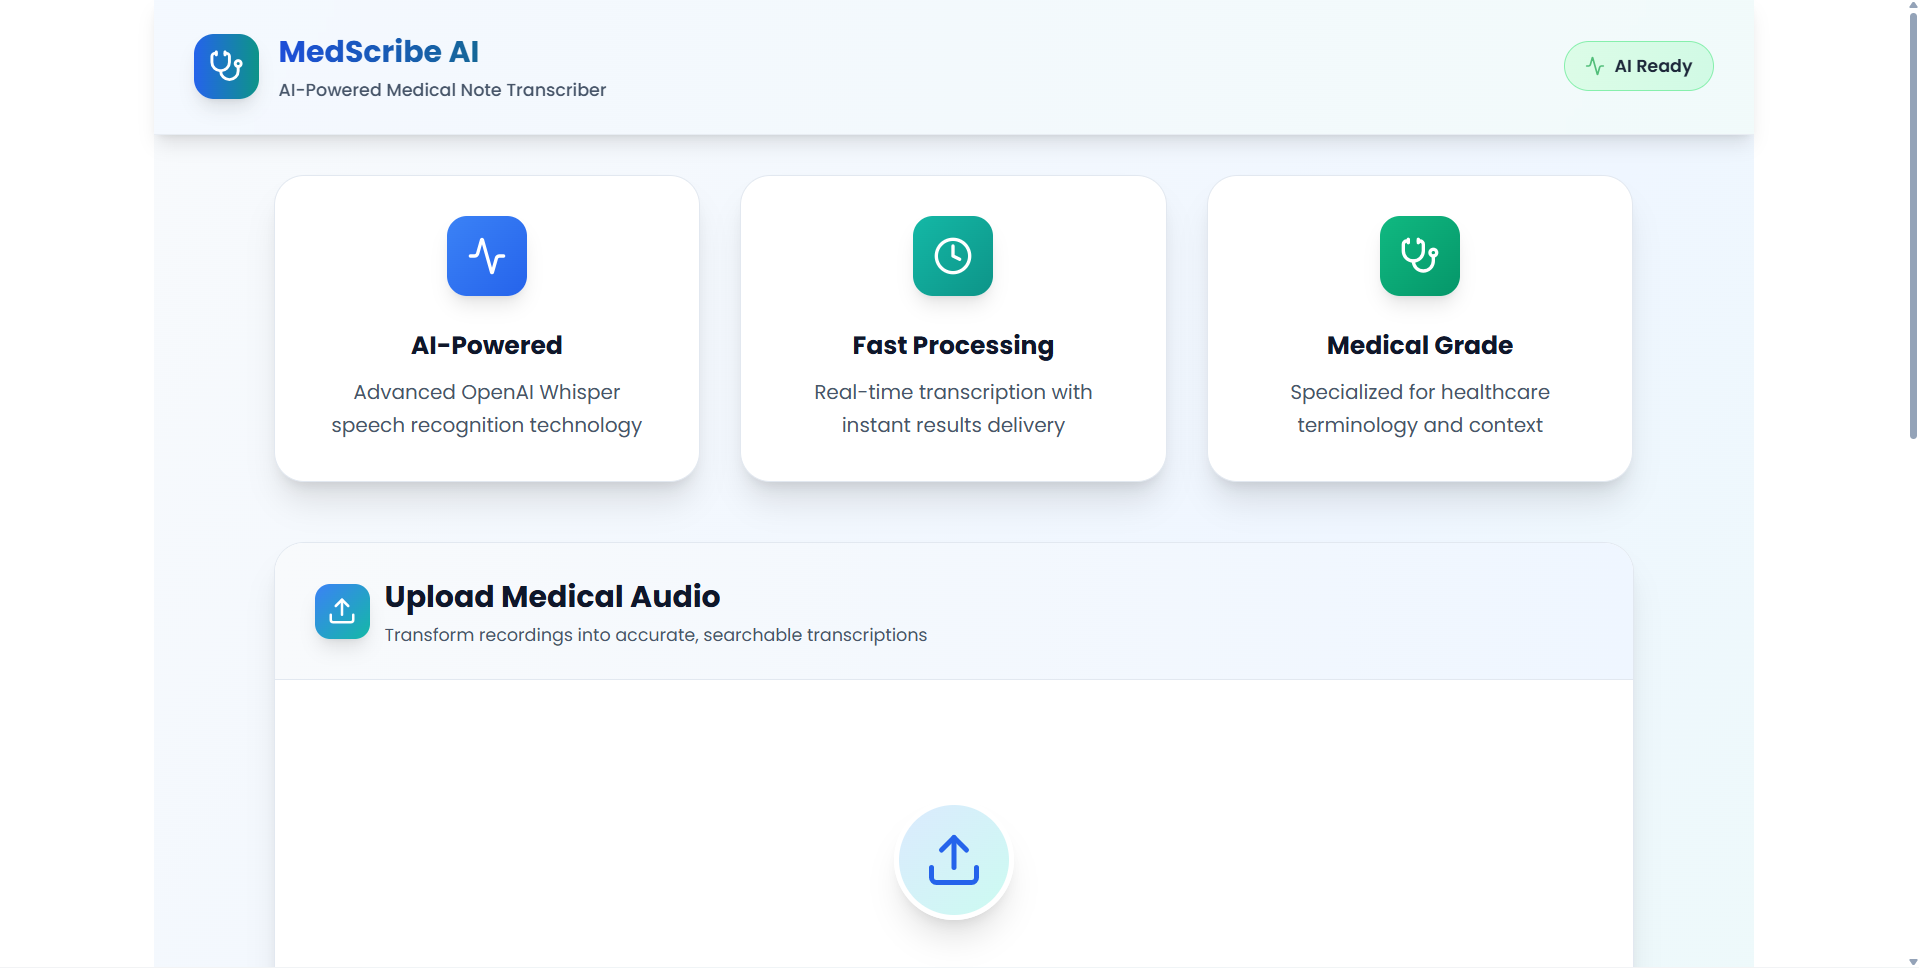 MedScribe AI
AI-Powered Medical Note Transcriber
AI Ready
AI-Powered
Advanced OpenAI Whisper
speech recognition technology
Fast Processing
Real-time transcription with
instant results delivery
Medical Grade
Specialized for healthcare
terminology and context
Upload Medical Audio
Transform recordings into accurate, searchable transcriptions